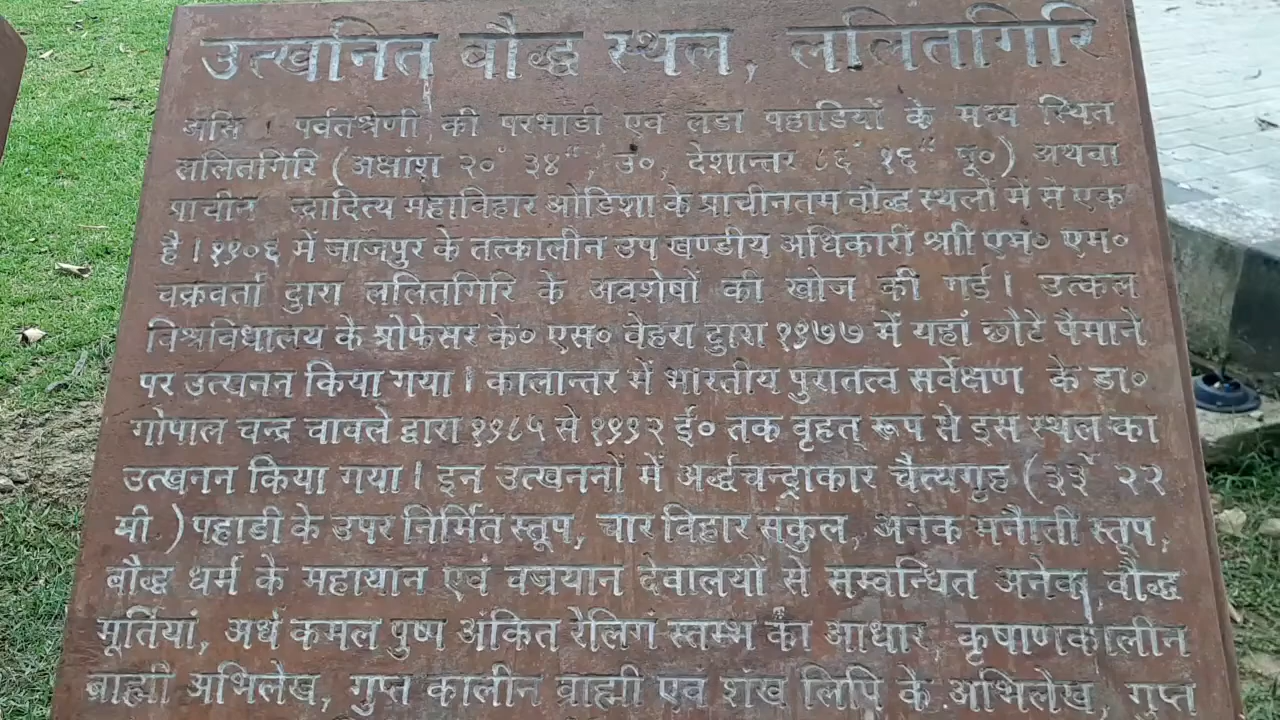 उत्खनित बौद्ध स्थल, ललितगिरि
असि पर्वतश्रेणी की परभाडी एवं लडा पहाडियों के मध्य स्थित
ललितगिरि (अक्षांश २०° ३४", उ०, देशान्तर ८६° १६" पू०) अथवा
प्राचीन चन्द्रादित्य महाविहार ओडिशा के प्राचीनतम बौद्ध स्थलों में से एक
है। १९०६ में जाजपुर के तत्कालीन उप खण्डीय अधिकारी श्री एम० एम०
चक्रवर्ती द्वारा ललितगिरि के अवशेषों की खोज की गई। उत्कल
विश्वविधालय के प्रोफेसर के० एस० वैहरा द्वारा १९७७ में यहां छोटे पैमाने
पर उत्खनन किया गया। कालान्तर में भारतीय पुरातत्व सर्वेक्षण के डा०
गोपाल चन्द्र चावले द्वारा १९८५ से १९९२ ई० तक वृहत् रूप से इस स्थल का
उत्खनन किया गया। इन उत्खननों में अर्द्धचन्द्राकार चैत्यगृह (३३ २२
मी.) पहाडी के उपर निर्मित स्तूप, चार विहार संकुल, अनेक मनौती स्तूप,
बौद्ध धर्म के महायान एवं वज्रयान देवालयों से सम्वन्धित अनेक वौद्ध
मूर्तियां, अर्ध कमल पुष्प अंकित रैलिंग स्तम्भ का आधार, कृषाणकालीन
ब्राह्मी अभिलेख, गुप्त कालीन ब्राह्मी एवं शंख लिपि के अभिलेख, गुप्त